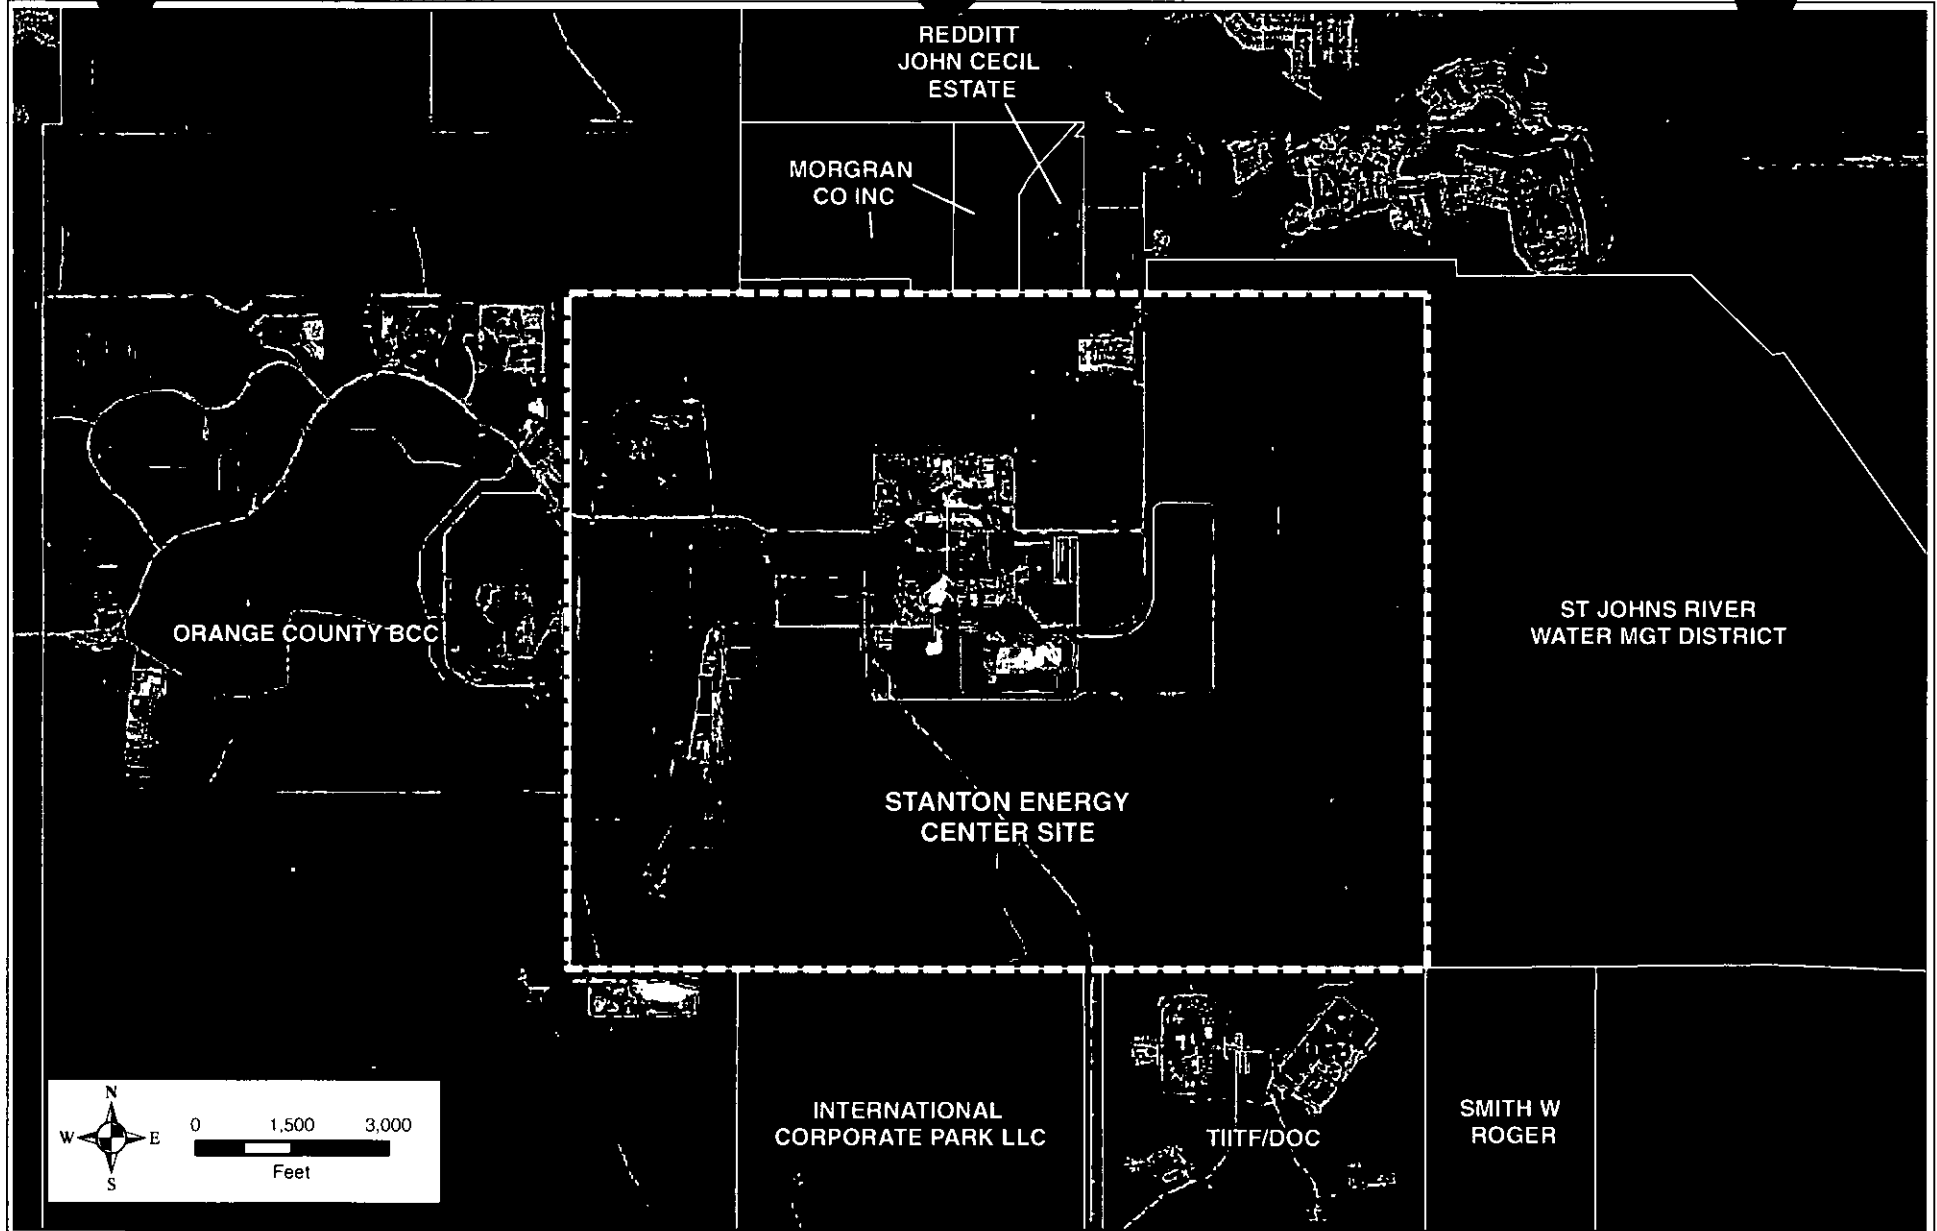 REDDITT
JOHN CECIL
ESTATE
MORGRAN
CO INC
ORANGE COUNTY BCC
ST JOHNS RIVER
WATER MGT DISTRICT
STANTON ENERGY
CENTER SITE
INTERNATIONAL
CORPORATE PARK LLC
TIITF/DOC
SMITH W
ROGER
N
W E
S
0 1,500 3,000
Feet